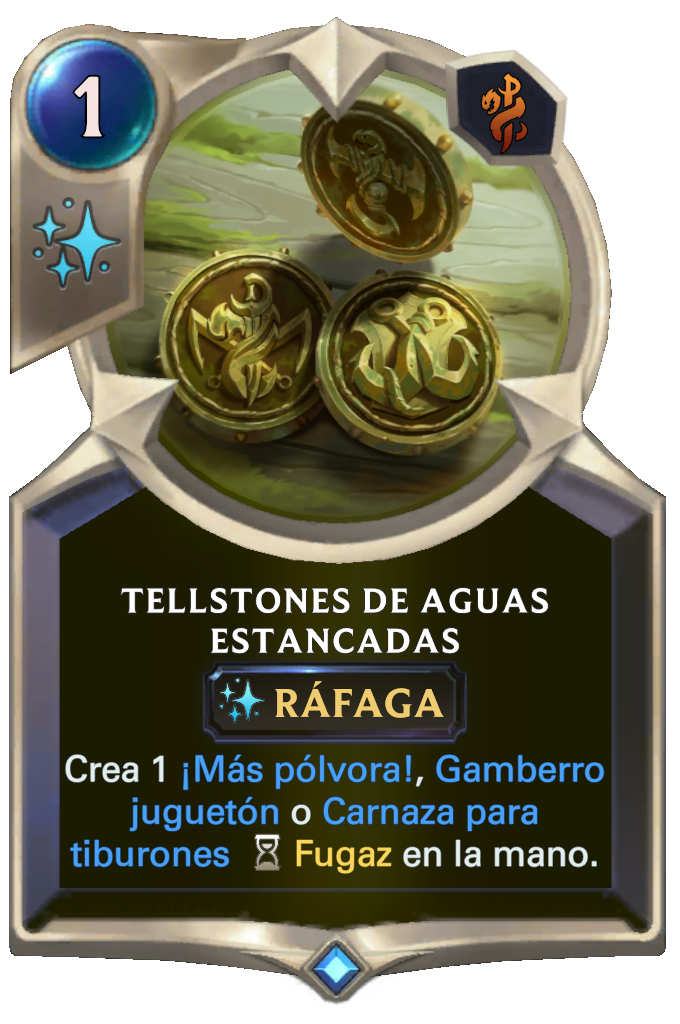 1
TELLSTONES DE AGUAS
ESTANCADAS
RÁFAGA
Crea 1 ¡Más pólvora!, Gamberro
juguetón o Carnaza para
tiburones Fugaz en la mano.